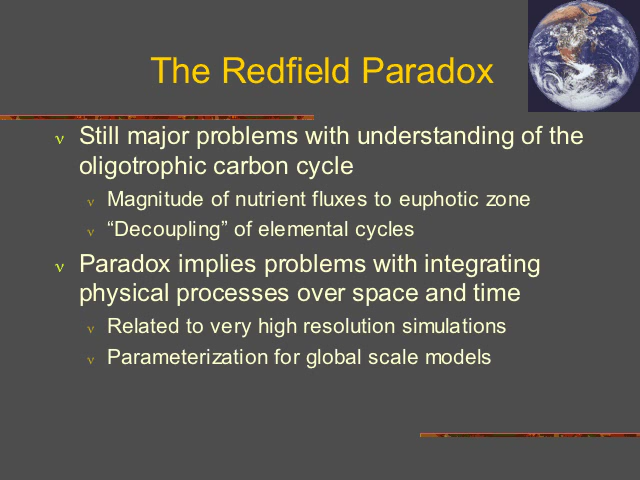 The Redfield Paradox
ν Still major problems with understanding of the
oligotrophic carbon cycle
ν Magnitude of nutrient fluxes to euphotic zone
ν “Decoupling” of elemental cycles
ν Paradox implies problems with integrating
physical processes over space and time
ν Related to very high resolution simulations
ν Parameterization for global scale models